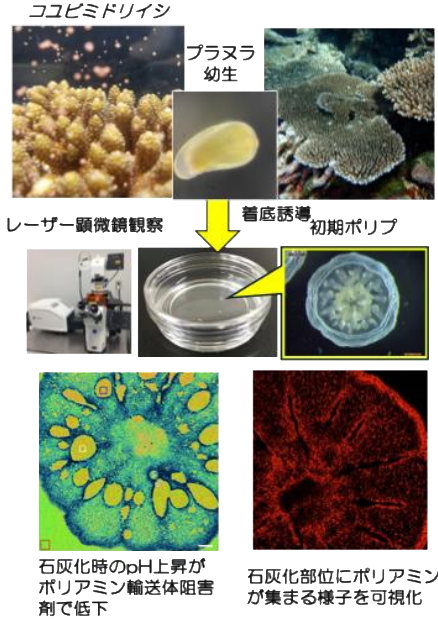 コユビミドリイシ
プラヌラ
幼生
着底誘導
レーザー顕微鏡観察
初期ポリプ
石灰化時のpH上昇が
ポリアミン輸送体阻害
剤で低下
石灰化部位にポリアミン
が集まる様子を可視化